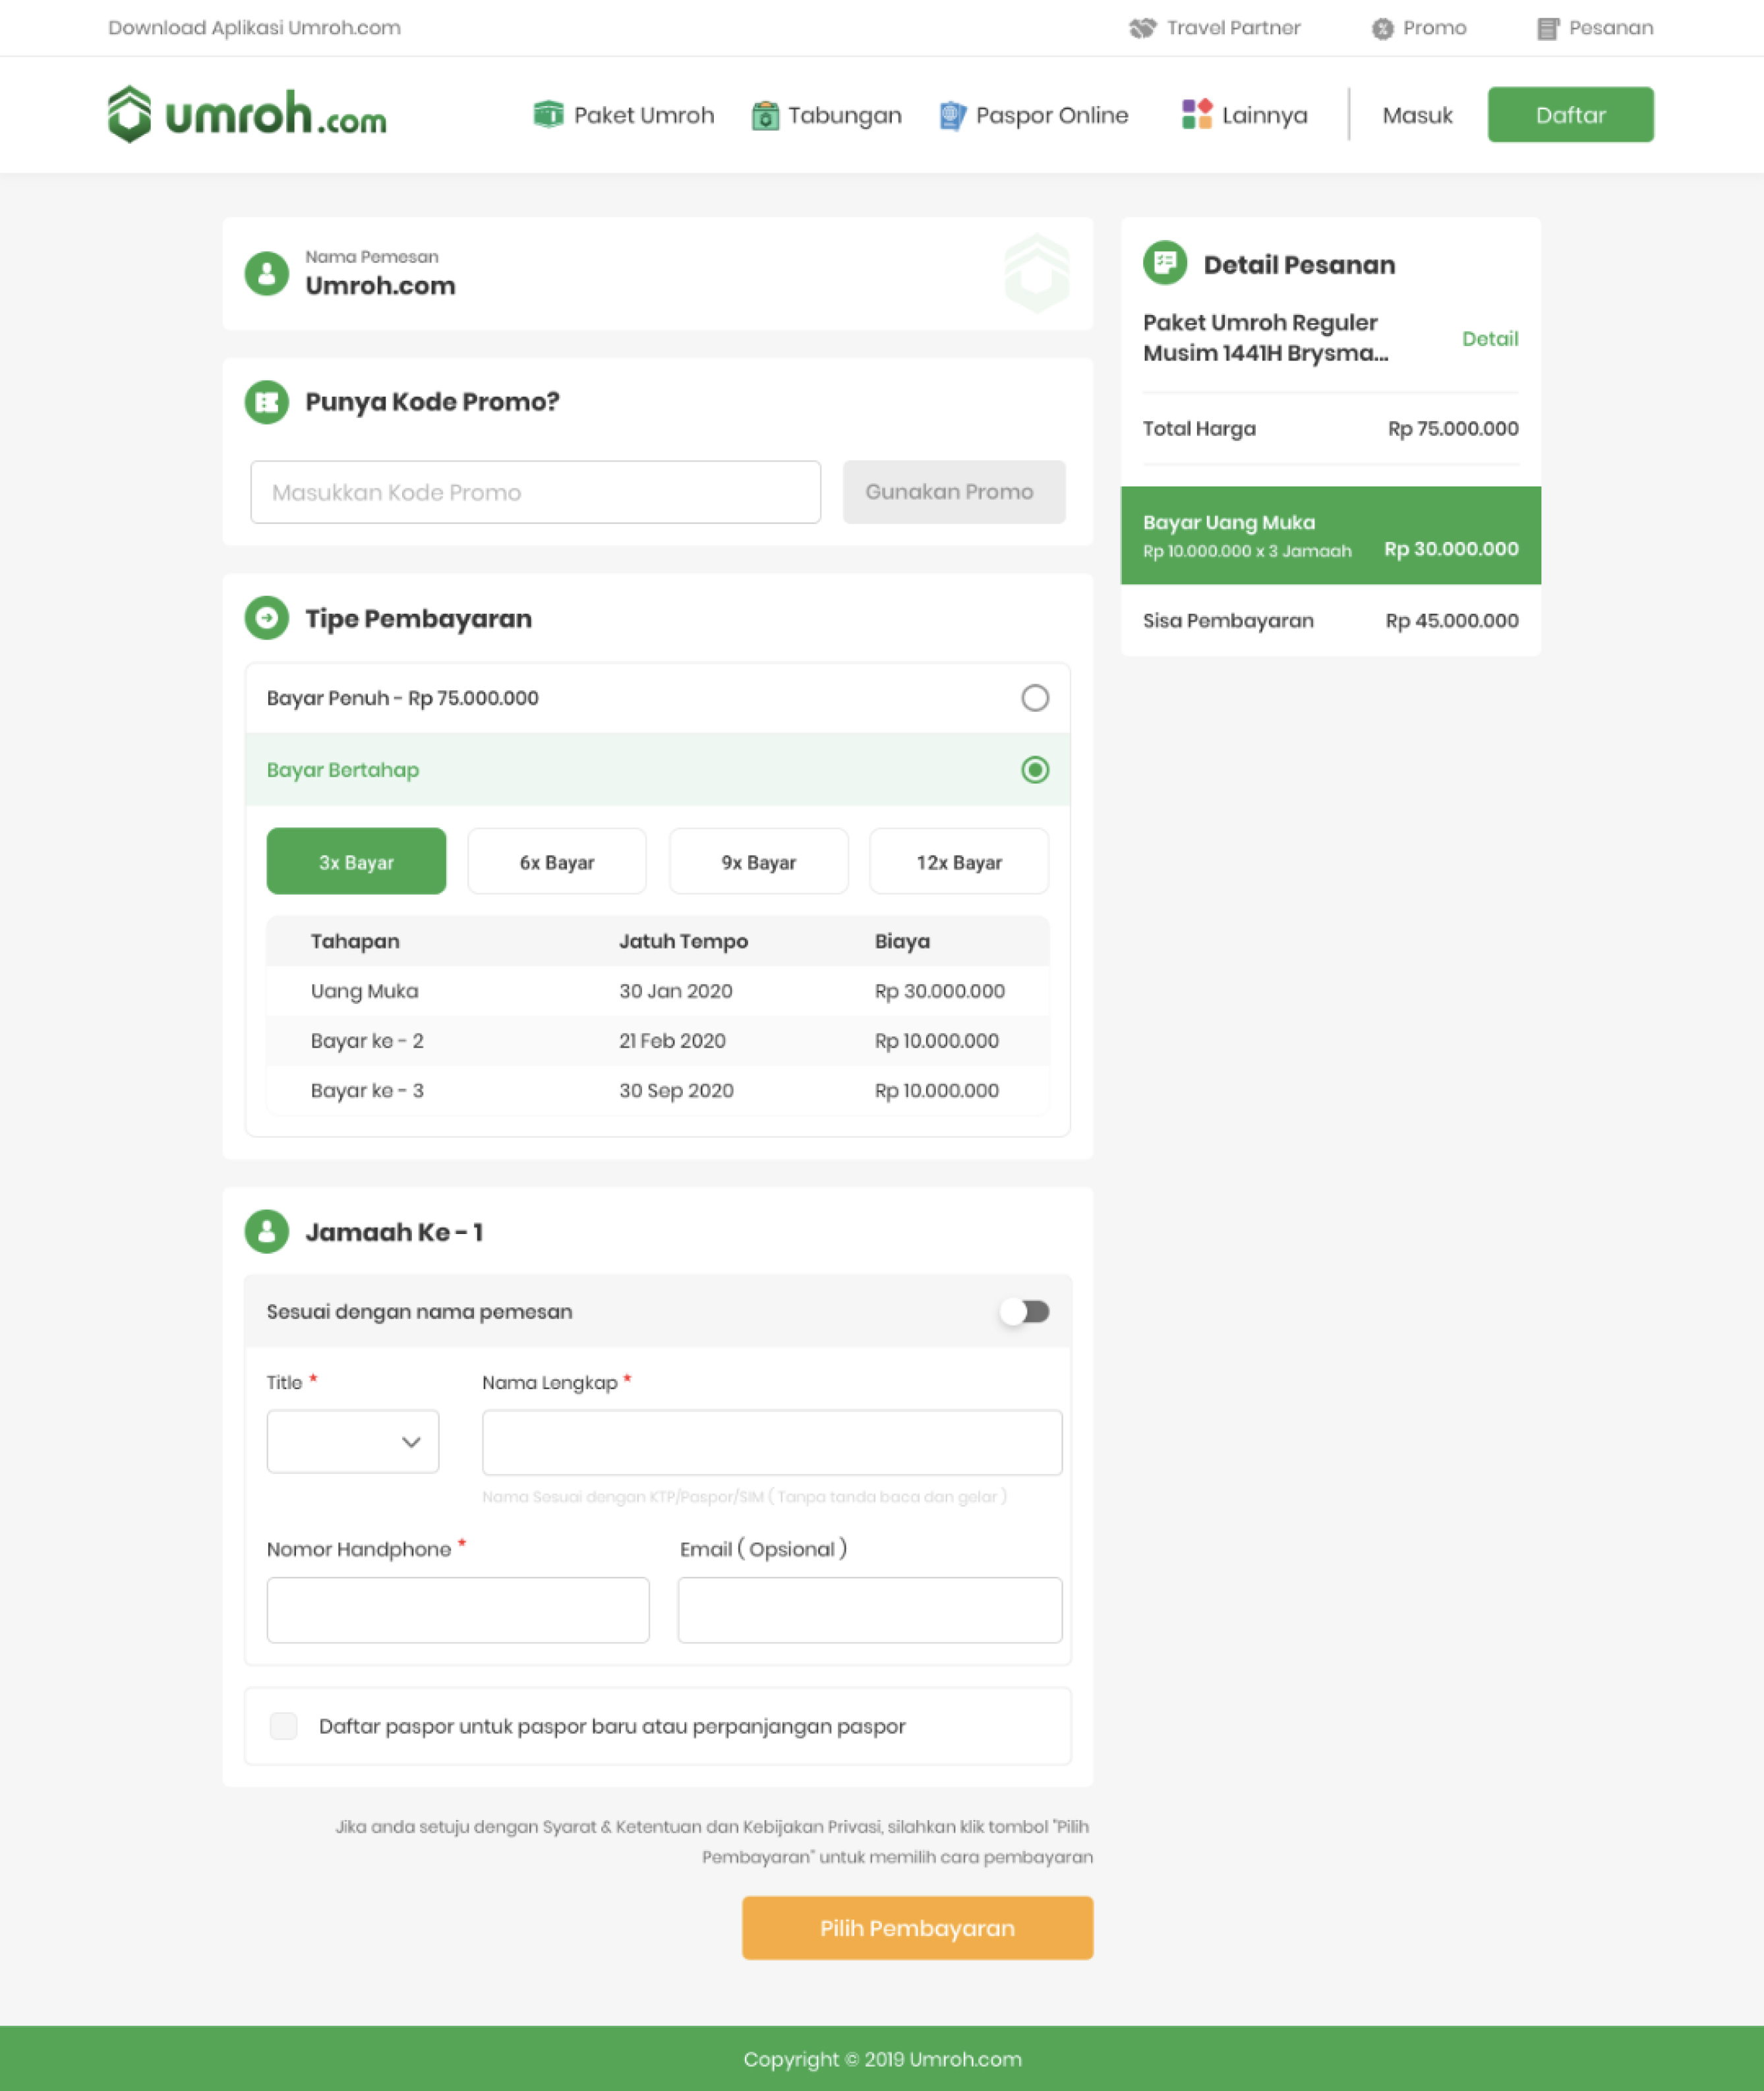 Download Aplikasi Umroh.com
Travel Partner
Promo
Pesanan
umroh.com
Paket Umroh
Tabungan
Paspor Online
Lainnya
Masuk
Daftar
Nama Pemesan
Umroh.com
Punya Kode Promo?
Masukkan Kode Promo
Gunakan Promo
Tipe Pembayaran
Bayar Penuh - Rp 75.000.000
Bayar Bertahap
3x Bayar
6x Bayar
9x Bayar
12x Bayar
Tahapan Jatuh Tempo Biaya
Uang Muka 30 Jan 2020 Rp 30.000.000
Bayar ke - 2 21 Feb 2020 Rp 10.000.000
Bayar ke - 3 30 Sep 2020 Rp 10.000.000
Jamaah Ke - 1
Sesuai dengan nama pemesan
Title *
Nama Lengkap *
Nama Sesuai dengan KTP/Paspor/SIM ( Tanpa tanda baca dan gelar )
Nomor Handphone *
Email ( Opsional )
Daftar paspor untuk paspor baru atau perpanjangan paspor
Jika anda setuju dengan Syarat & Ketentuan dan Kebijakan Privasi, silahkan klik tombol "Pilih
Pembayaran" untuk memilih cara pembayaran
Pilih Pembayaran
Detail Pesanan
Paket Umroh Reguler
Musim 1441H Brysma...
Detail
Total Harga Rp 75.000.000
Bayar Uang Muka
Rp 10.000.000 x 3 Jamaah Rp 30.000.000
Sisa Pembayaran Rp 45.000.000
Copyright © 2019 Umroh.com